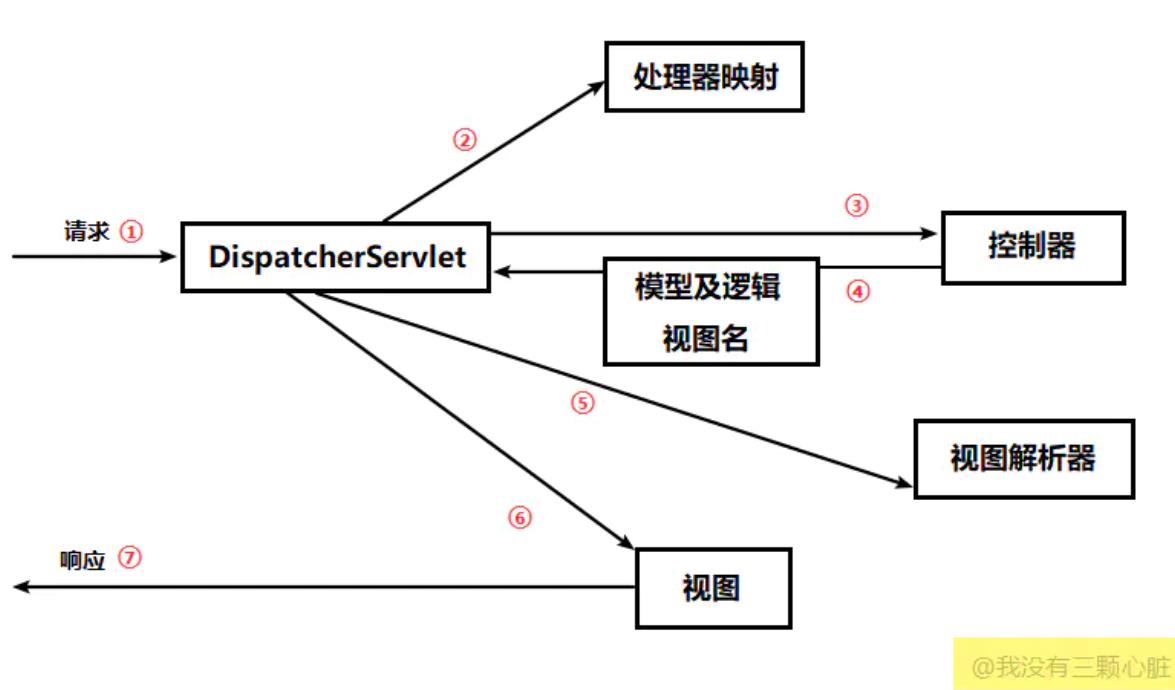 处理器映射
②
③
请求 ①
DispatcherServlet
控制器
模型及逻辑
视图名
④
⑤
视图解析器
⑥
响应 ⑦
视图
@我没有三颗心脏